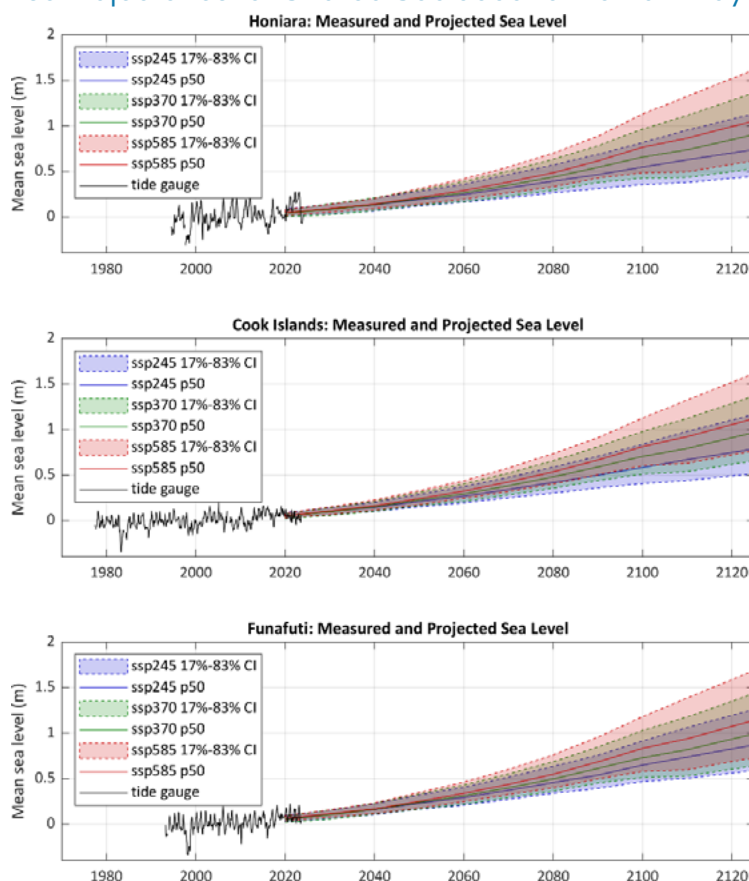 Honiara: Measured and Projected Sea Level
Mean sea level (m)
2
1.5
1
0.5
0
ssp245 17%-83% CI
ssp245 p50
ssp370 17%-83% CI
ssp370 p50
ssp585 17%-83% CI
ssp585 p50
tide gauge
1980 2000 2020 2040 2060 2080 2100 2120
Cook Islands: Measured and Projected Sea Level
Mean sea level (m)
2
1.5
1
0.5
0
ssp245 17%-83% CI
ssp245 p50
ssp370 17%-83% CI
ssp370 p50
ssp585 17%-83% CI
ssp585 p50
tide gauge
1980 2000 2020 2040 2060 2080 2100 2120
Funafuti: Measured and Projected Sea Level
Mean sea level (m)
2
1.5
1
0.5
0
ssp245 17%-83% CI
ssp245 p50
ssp370 17%-83% CI
ssp370 p50
ssp585 17%-83% CI
ssp585 p50
tide gauge
1980 2000 2020 2040 2060 2080 2100 2120